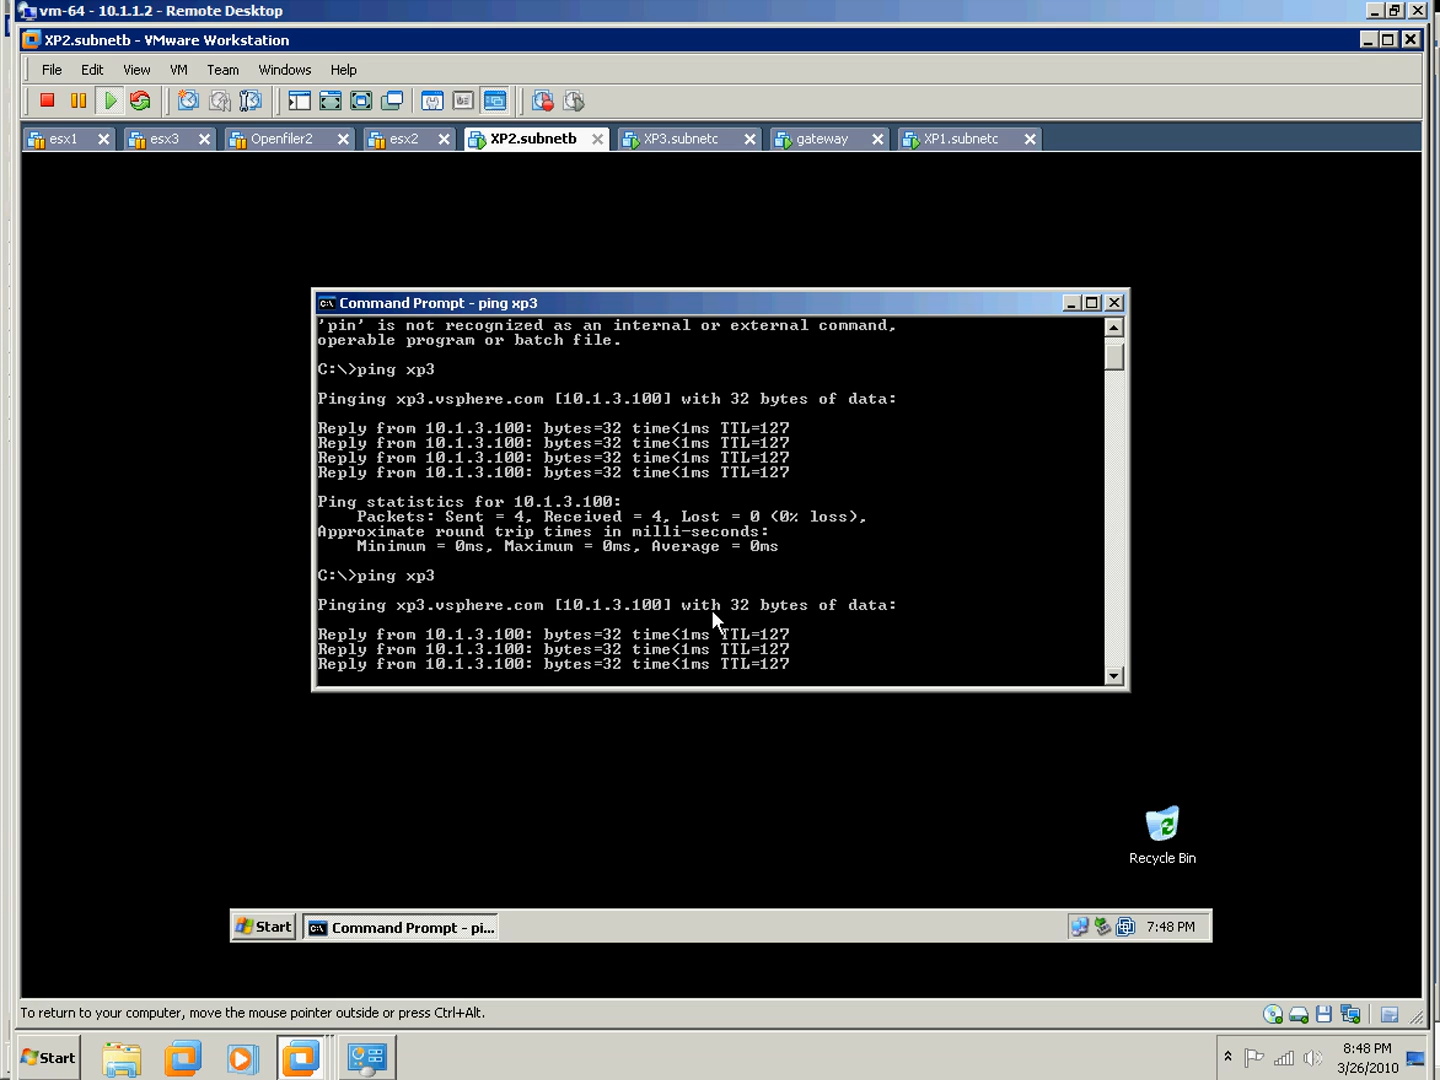 vm-64 - 10.1.1.2 - Remote Desktop
XP2.subnetb - VMware Workstation
File Edit View VM Team Windows Help
esx1 esx3 Openfiler2 esx2 XP2.subnetb XP3.subnetc gateway XP1.subnetc
Command Prompt - ping xp3
'pin' is not recognized as an internal or external command,
operable program or batch file.
C:\>ping xp3
Pinging xp3.vsphere.com [10.1.3.100] with 32 bytes of data:
Reply from 10.1.3.100: bytes=32 time<1ms TTL=127
Reply from 10.1.3.100: bytes=32 time<1ms TTL=127
Reply from 10.1.3.100: bytes=32 time<1ms TTL=127
Reply from 10.1.3.100: bytes=32 time<1ms TTL=127
Ping statistics for 10.1.3.100:
Packets: Sent = 4, Received = 4, Lost = 0 (0% loss),
Approximate round trip times in milli-seconds:
Minimum = 0ms, Maximum = 0ms, Average = 0ms
C:\>ping xp3
Pinging xp3.vsphere.com [10.1.3.100] with 32 bytes of data:
Reply from 10.1.3.100: bytes=32 time<1ms TTL=127
Reply from 10.1.3.100: bytes=32 time<1ms TTL=127
Reply from 10.1.3.100: bytes=32 time<1ms TTL=127
Recycle Bin
Start Command Prompt - pi... 7:48 PM
To return to your computer, move the mouse pointer outside or press Ctrl+Alt.
Start 8:48 PM
3/26/2010